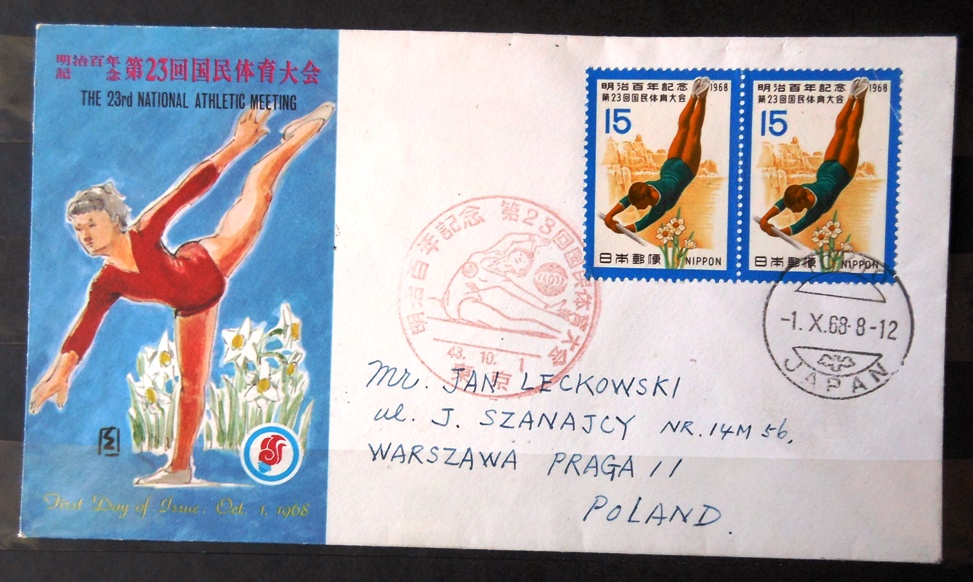 明治百年
記念 第23回国民体育大会
THE 23rd NATIONAL ATHLETIC MEETING
First Day of Issue. Oct. 1, 1968
明治百年記念 1968
第23回国民体育大会
15
日本郵便 NIPPON
明治百年記念 1968
第23回国民体育大会
15
日本郵便 NIPPON
明治百年記念 第23回国民体育大会
43. 10. 1
-1.X.68-8-12
JAPAN
Mr. JAN LECKOWSKI
ul. J. SZANAJCY NR. 14M 56.
WARSZAWA PRAGA 11
POLAND.